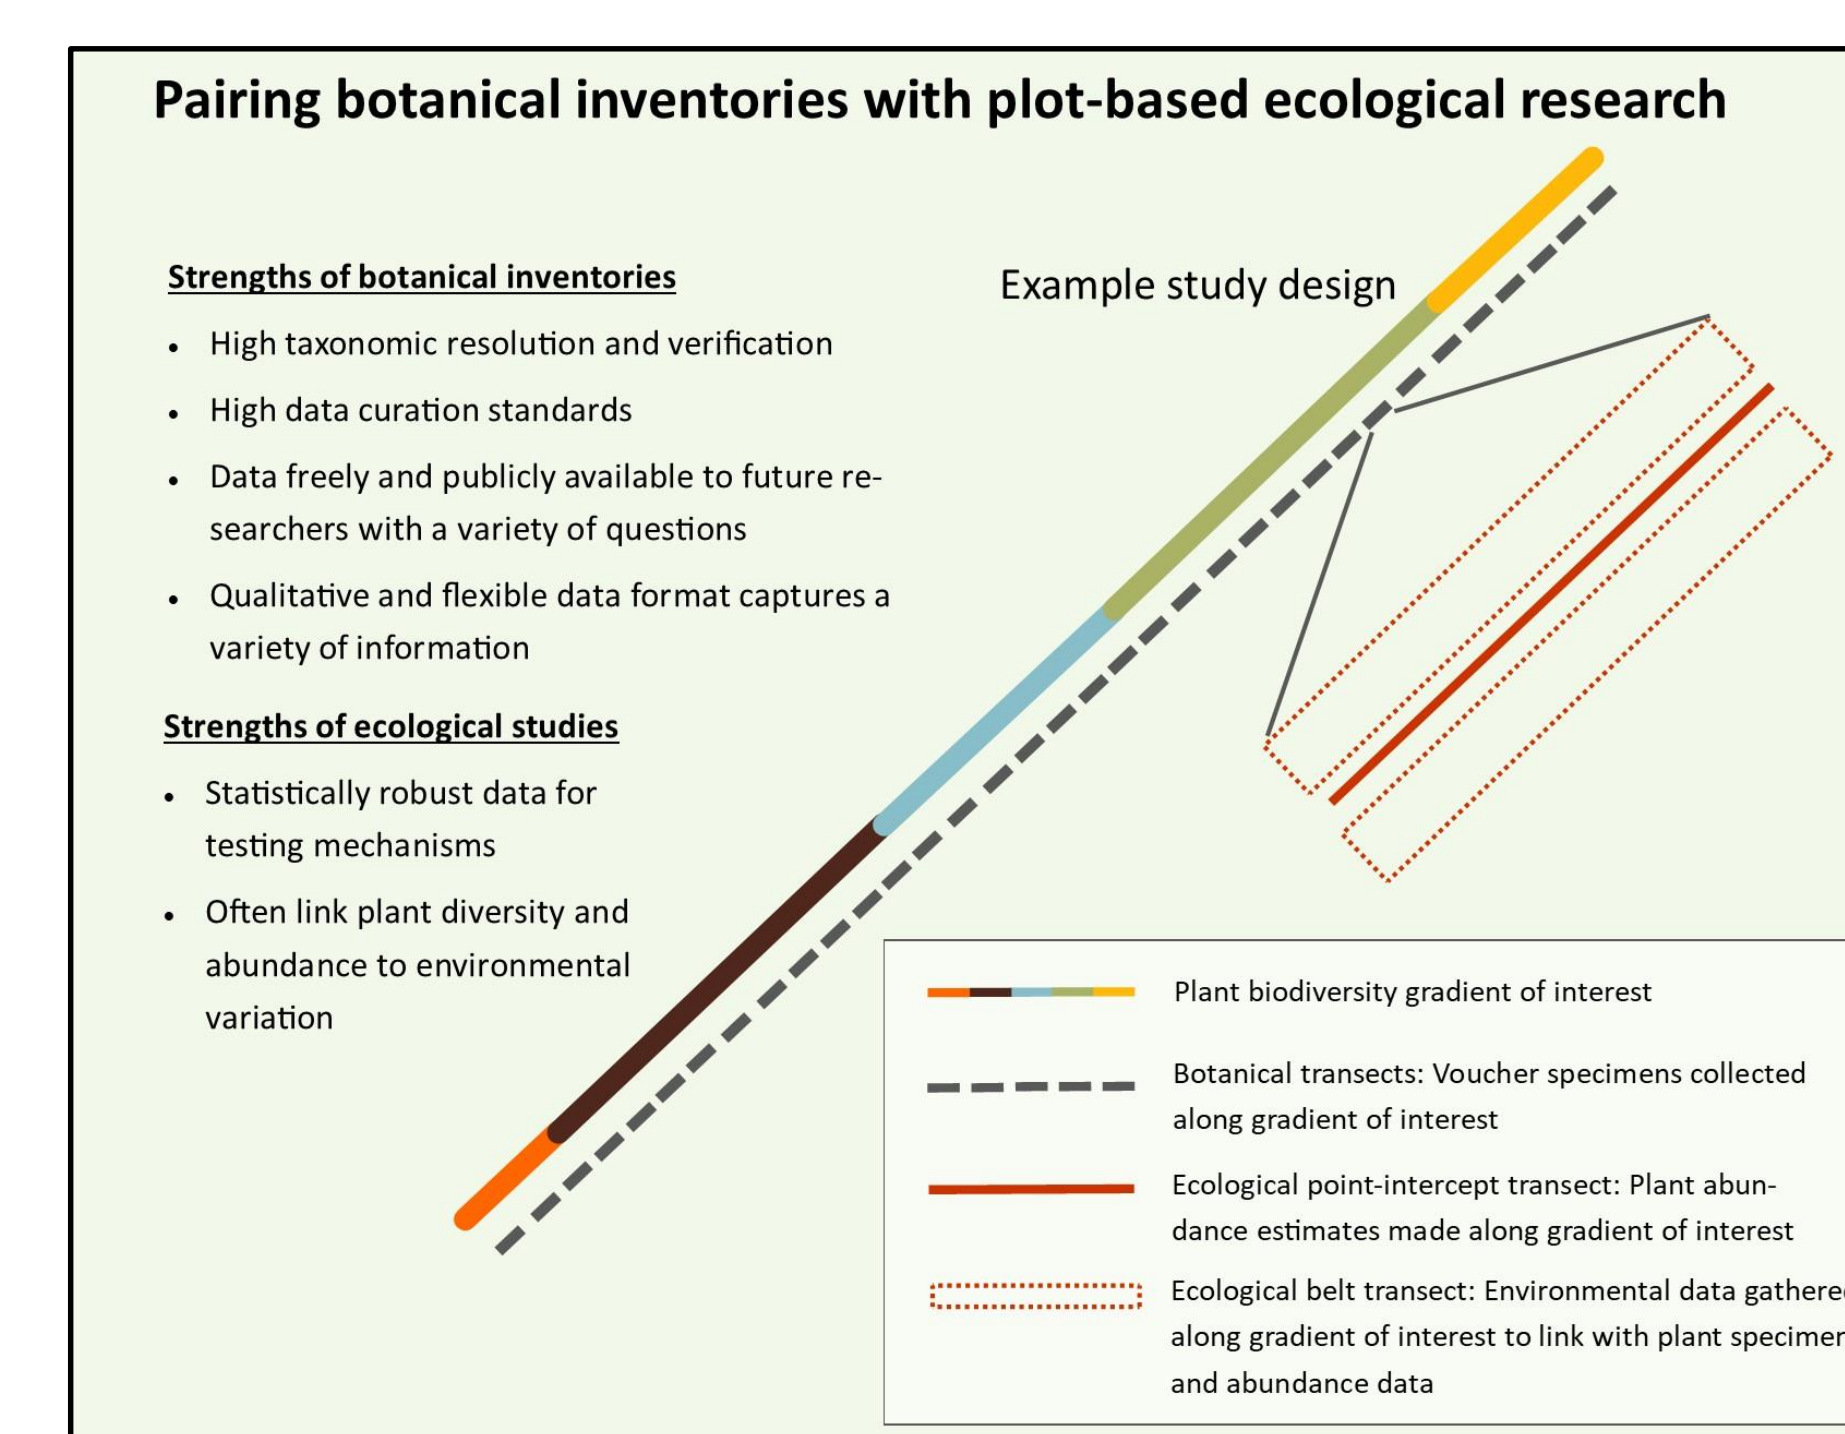 Pairing botanical inventories with plot-based ecological research
Example study design
Strengths of botanical inventories
• High taxonomic resolution and verification
• High data curation standards
• Data freely and publicly available to future re-
searchers with a variety of questions
• Qualitative and flexible data format captures a
variety of information
Strengths of ecological studies
• Statistically robust data for
testing mechanisms
• Often link plant diversity and
abundance to environmental
variation
Plant biodiversity gradient of interest
Botanical transects: Voucher specimens collected
along gradient of interest
Ecological point-intercept transect: Plant abun-
dance estimates made along gradient of interest
Ecological belt transect: Environmental data gathere
along gradient of interest to link with plant specimen
and abundance data